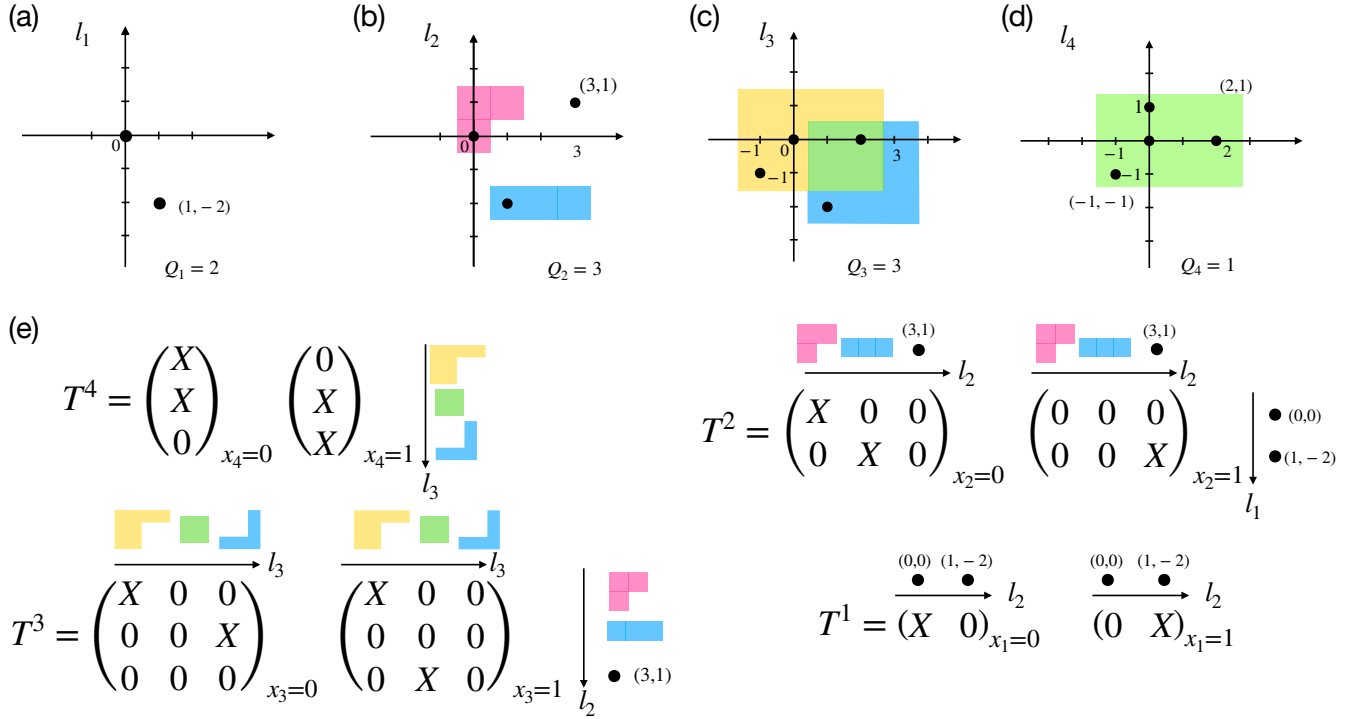 (a)
l₁
0
(1, − 2)
Q₁ = 2
(b)
l₂
(3,1)
0
3
Q₂ = 3
(c)
l₃
−1
0
3
−1
Q₃ = 3
(d)
l₄
(2,1)
1
−1
2
−1
(−1, −1)
Q₄ = 1
(e)
T⁴ = (X X 0)ₓ₄₌₀ (0 X X)ₓ₄₌₁
l₃
l₃ l₃
T³ =
(X 0 0
0 0 X
0 0 0)ₓ₃₌₀
(X 0 0
0 0 0
0 X 0)ₓ₃₌₁
(3,1)
l₂
(3,1) (3,1)
l₂ l₂
T² =
(X 0 0
0 X 0)ₓ₂₌₀
(0 0 0
0 0 X)ₓ₂₌₁
(0,0)
(1, − 2)
l₁
(0,0) (1, − 2) (0,0) (1, − 2)
l₂ l₂
T¹ = (X 0)ₓ₁₌₀ (0 X)ₓ₁₌₁